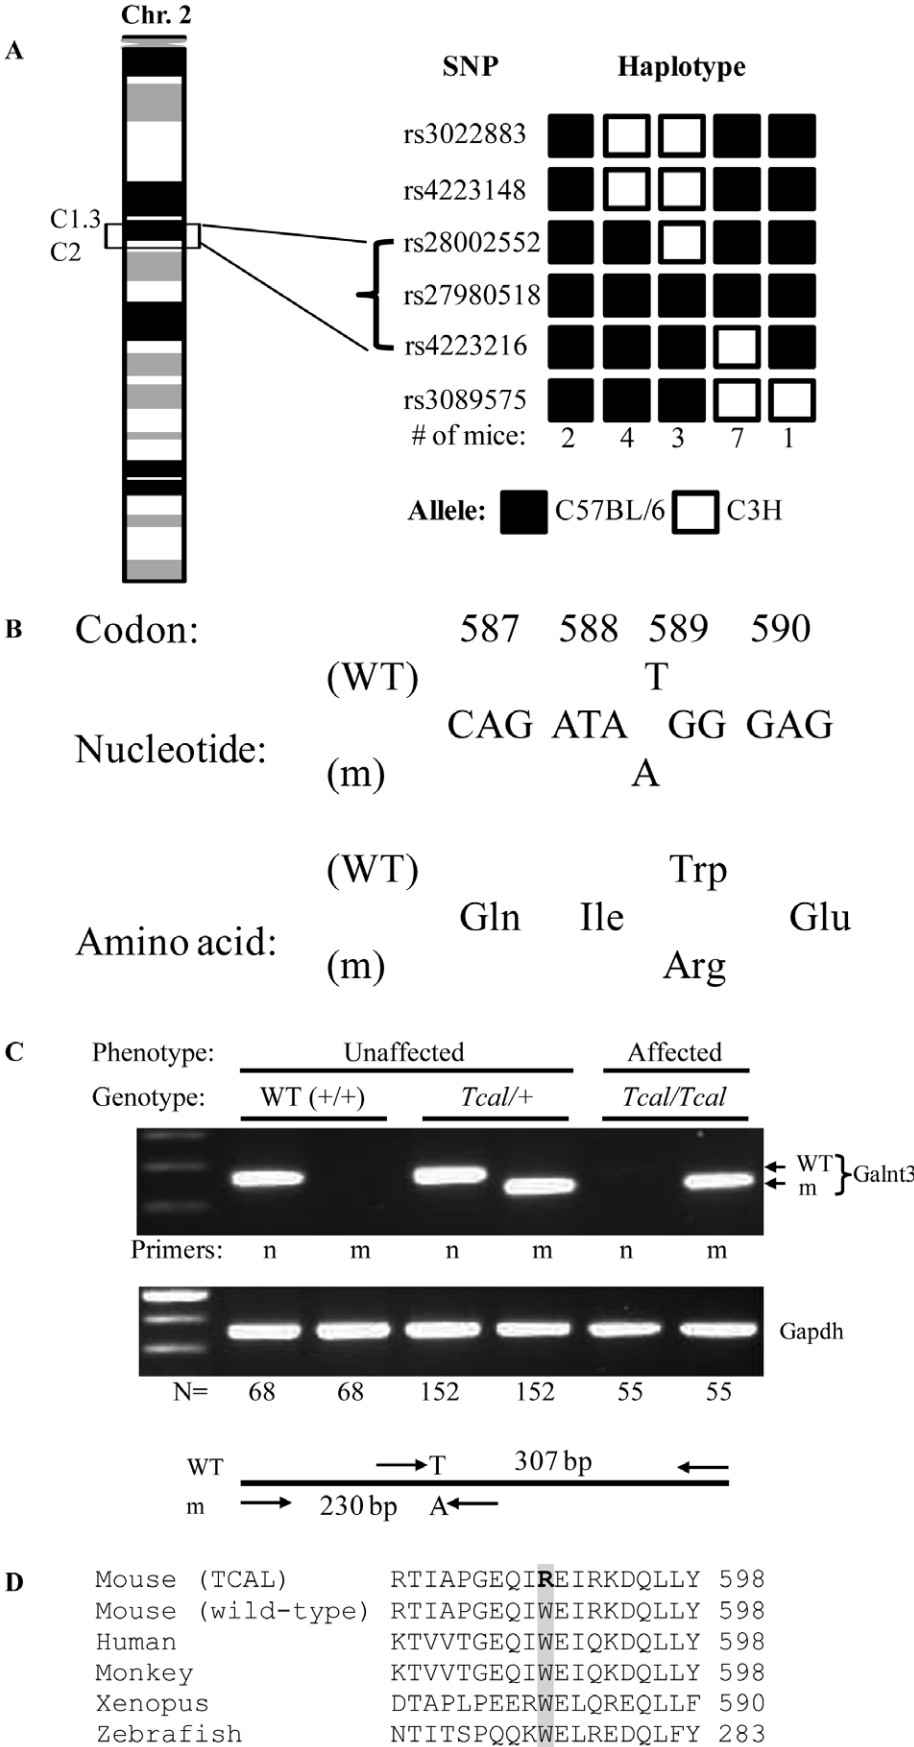 Chr. 2
A
SNP Haplotype
rs3022883
rs4223148
C1.3
C2
rs28002552
rs27980518
rs4223216
rs3089575
# of mice: 2 4 3 7 1
Allele: C57BL/6 C3H
B Codon: 587 588 589 590
(WT) T
CAG ATA GG GAG
Nucleotide:
(m) A
(WT) Trp
Gln Ile Glu
Amino acid:
(m) Arg
C Phenotype: Unaffected Affected
Genotype: WT (+/+) Tcal/+ Tcal/Tcal
WT
m
Galnt3
Primers: n m n m n m
Gapdh
N= 68 68 152 152 55 55
WT T 307 bp
m 230 bp A
D Mouse (TCAL) RTIAPGEQIREIRKDQLLY 598
Mouse (wild-type) RTIAPGEQIWEIRKDQLLY 598
Human KTVVTGEQIWEIQKDQLLY 598
Monkey KTVVTGEQIWEIQKDQLLY 598
Xenopus DTAPLPEERWELQREQLLF 590
Zebrafish NTITSPQQKWELREDQLFY 283